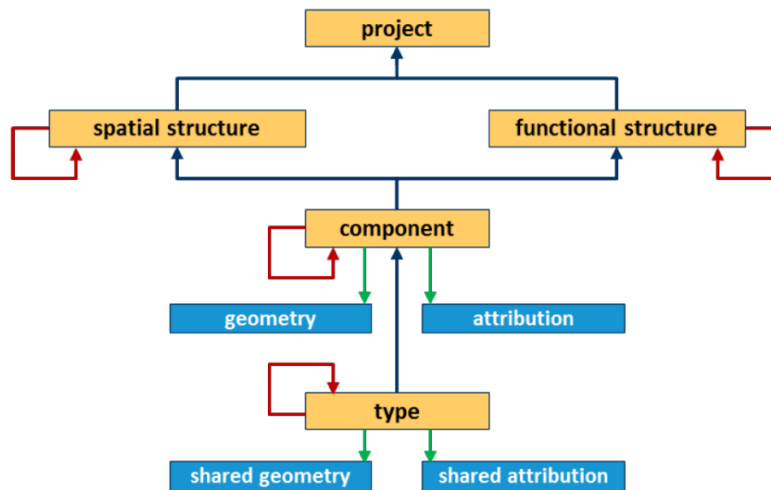 project
spatial structure
functional structure
component
geometry
attribution
type
shared geometry
shared attribution